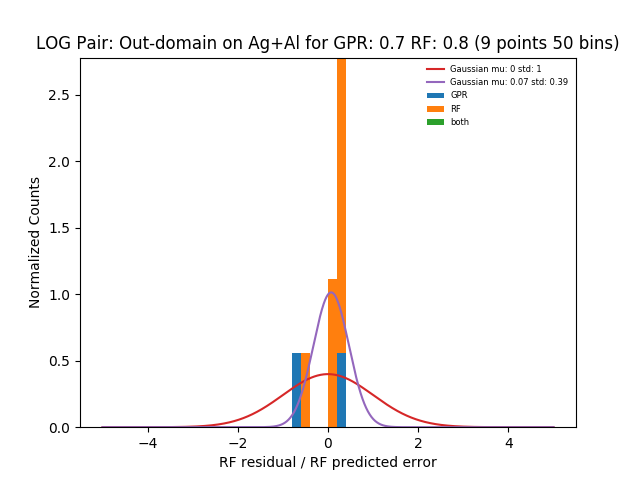 LOG Pair: Out-domain on Ag+Al for GPR: 0.7 RF: 0.8 (9 points 50 bins)
Gaussian mu: 0 std: 1
Gaussian mu: 0.07 std: 0.39
GPR
RF
both
Normalized Counts
2.5
2.0
1.5
1.0
0.5
0.0
−4
−2
0
2
4
RF residual / RF predicted error